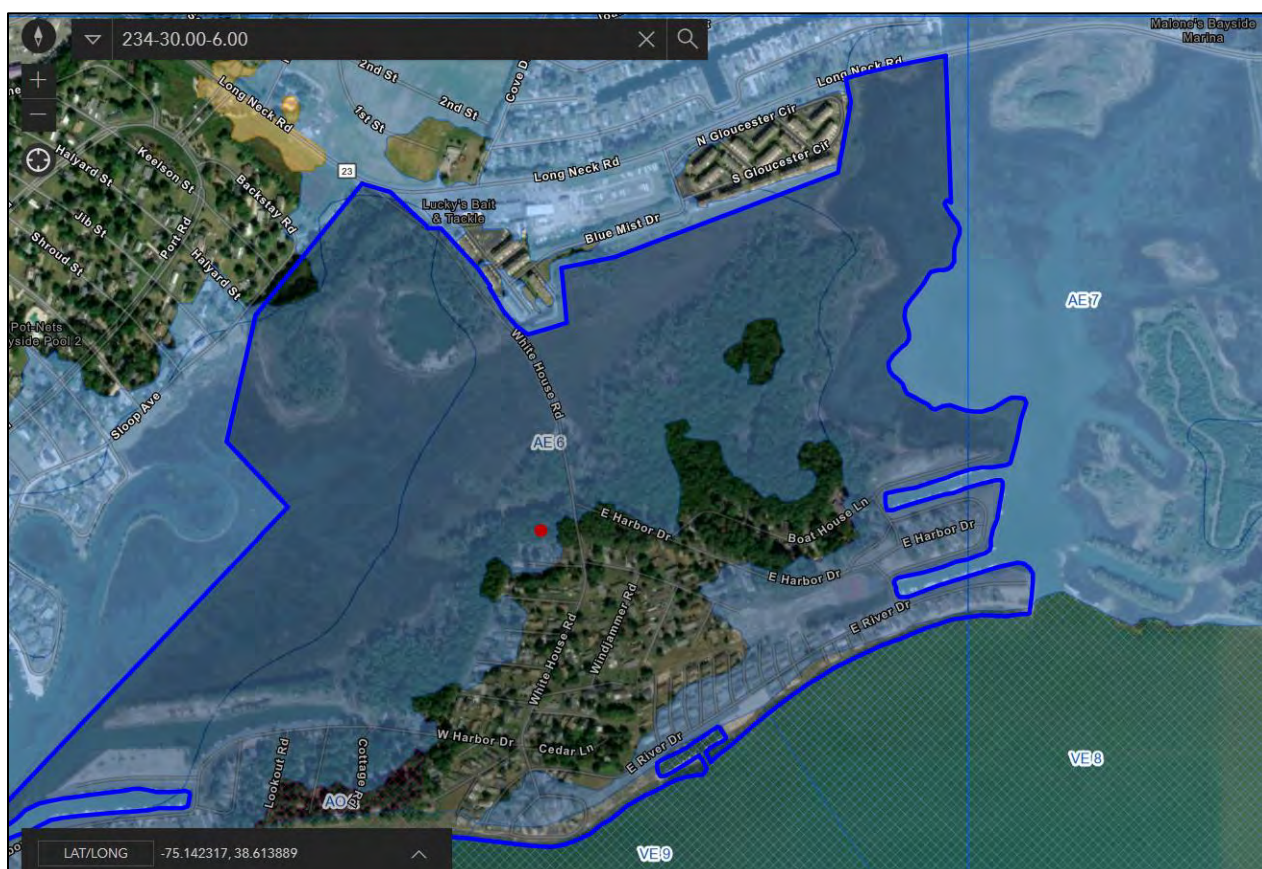 234-30.00-6.00
Malone's Bayside
Marina
Long Neck Rd
2nd St
2nd St
1st St
Cove D
Long Neck Rd
N Gloucester Cir
S Gloucester Cir
Long Neck Rd
23
Halyard St
Keelson St
Backstay Rd
Jib St
Port Rd
Shroud St
Halyard St
Lucky's Bait
& Tackle
Blue Mist Dr
Pot-Nets
yside Pool 2
Sloop Ave
White House Rd
AE 7
AE 6
E Harbor Dr
Boat House Ln
E Harbor Dr
E Harbor Dr
E River Dr
White House Rd
Windjammer Rd
W Harbor Dr
Cedar Ln
E River Dr
Lookout Rd
Cottage Rd
AO
VE 8
VE 9
LAT/LONG
-75.142317, 38.613889